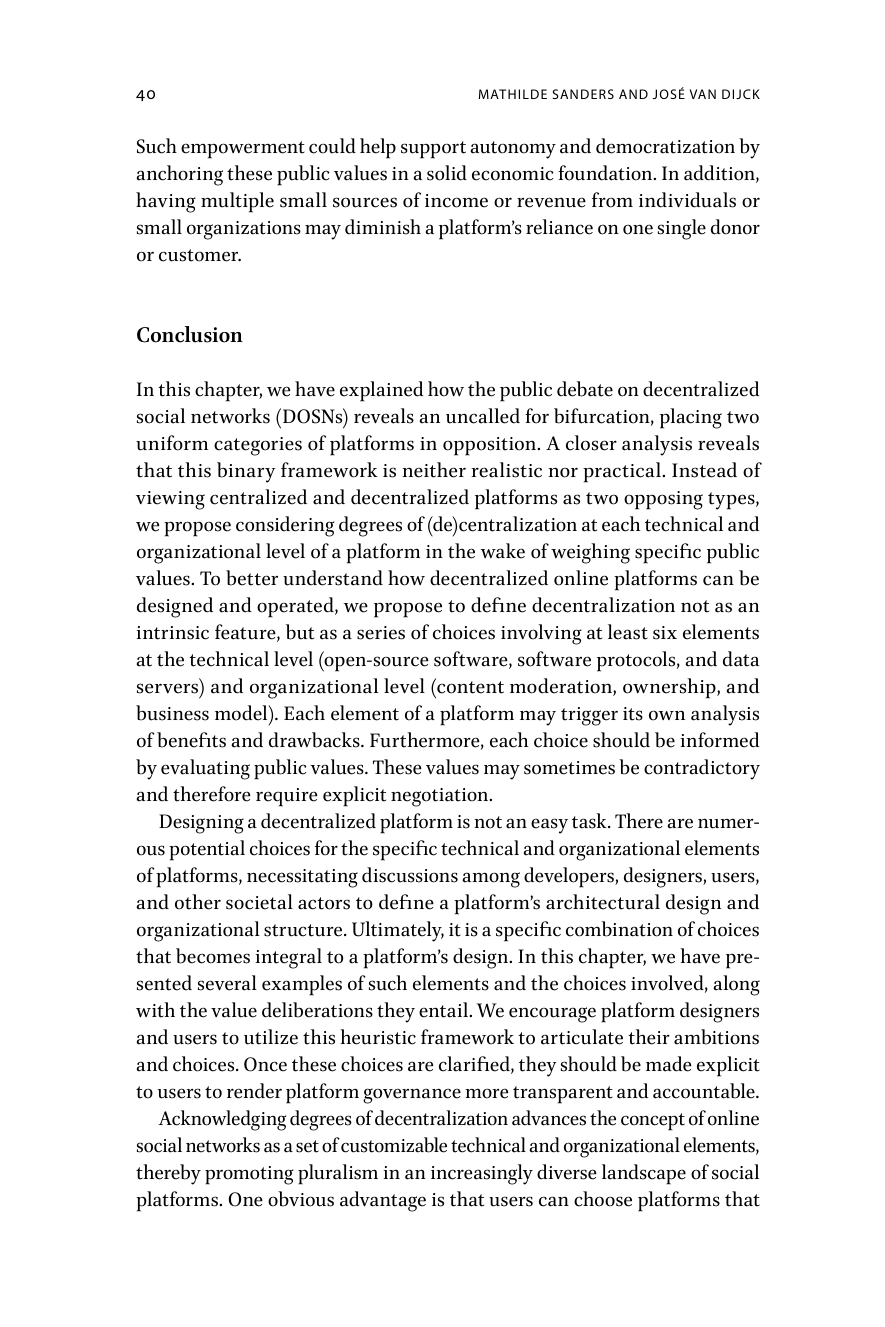 40
MATHILDE SANDERS AND JOSÉ VAN DIJCK
Such empowerment could help support autonomy and democratization by
anchoring these public values in a solid economic foundation. In addition,
having multiple small sources of income or revenue from individuals or
small organizations may diminish a platform’s reliance on one single donor
or customer.
Conclusion
In this chapter, we have explained how the public debate on decentralized
social networks (DOSNs) reveals an uncalled for bifurcation, placing two
uniform categories of platforms in opposition. A closer analysis reveals
that this binary framework is neither realistic nor practical. Instead of
viewing centralized and decentralized platforms as two opposing types,
we propose considering degrees of (de)centralization at each technical and
organizational level of a platform in the wake of weighing specific public
values. To better understand how decentralized online platforms can be
designed and operated, we propose to define decentralization not as an
intrinsic feature, but as a series of choices involving at least six elements
at the technical level (open-source software, software protocols, and data
servers) and organizational level (content moderation, ownership, and
business model). Each element of a platform may trigger its own analysis
of benefits and drawbacks. Furthermore, each choice should be informed
by evaluating public values. These values may sometimes be contradictory
and therefore require explicit negotiation.
Designing a decentralized platform is not an easy task. There are numer-
ous potential choices for the specific technical and organizational elements
of platforms, necessitating discussions among developers, designers, users,
and other societal actors to define a platform’s architectural design and
organizational structure. Ultimately, it is a specific combination of choices
that becomes integral to a platform’s design. In this chapter, we have pre-
sented several examples of such elements and the choices involved, along
with the value deliberations they entail. We encourage platform designers
and users to utilize this heuristic framework to articulate their ambitions
and choices. Once these choices are clarified, they should be made explicit
to users to render platform governance more transparent and accountable.
Acknowledging degrees of decentralization advances the concept of online
social networks as a set of customizable technical and organizational elements,
thereby promoting pluralism in an increasingly diverse landscape of social
platforms. One obvious advantage is that users can choose platforms that